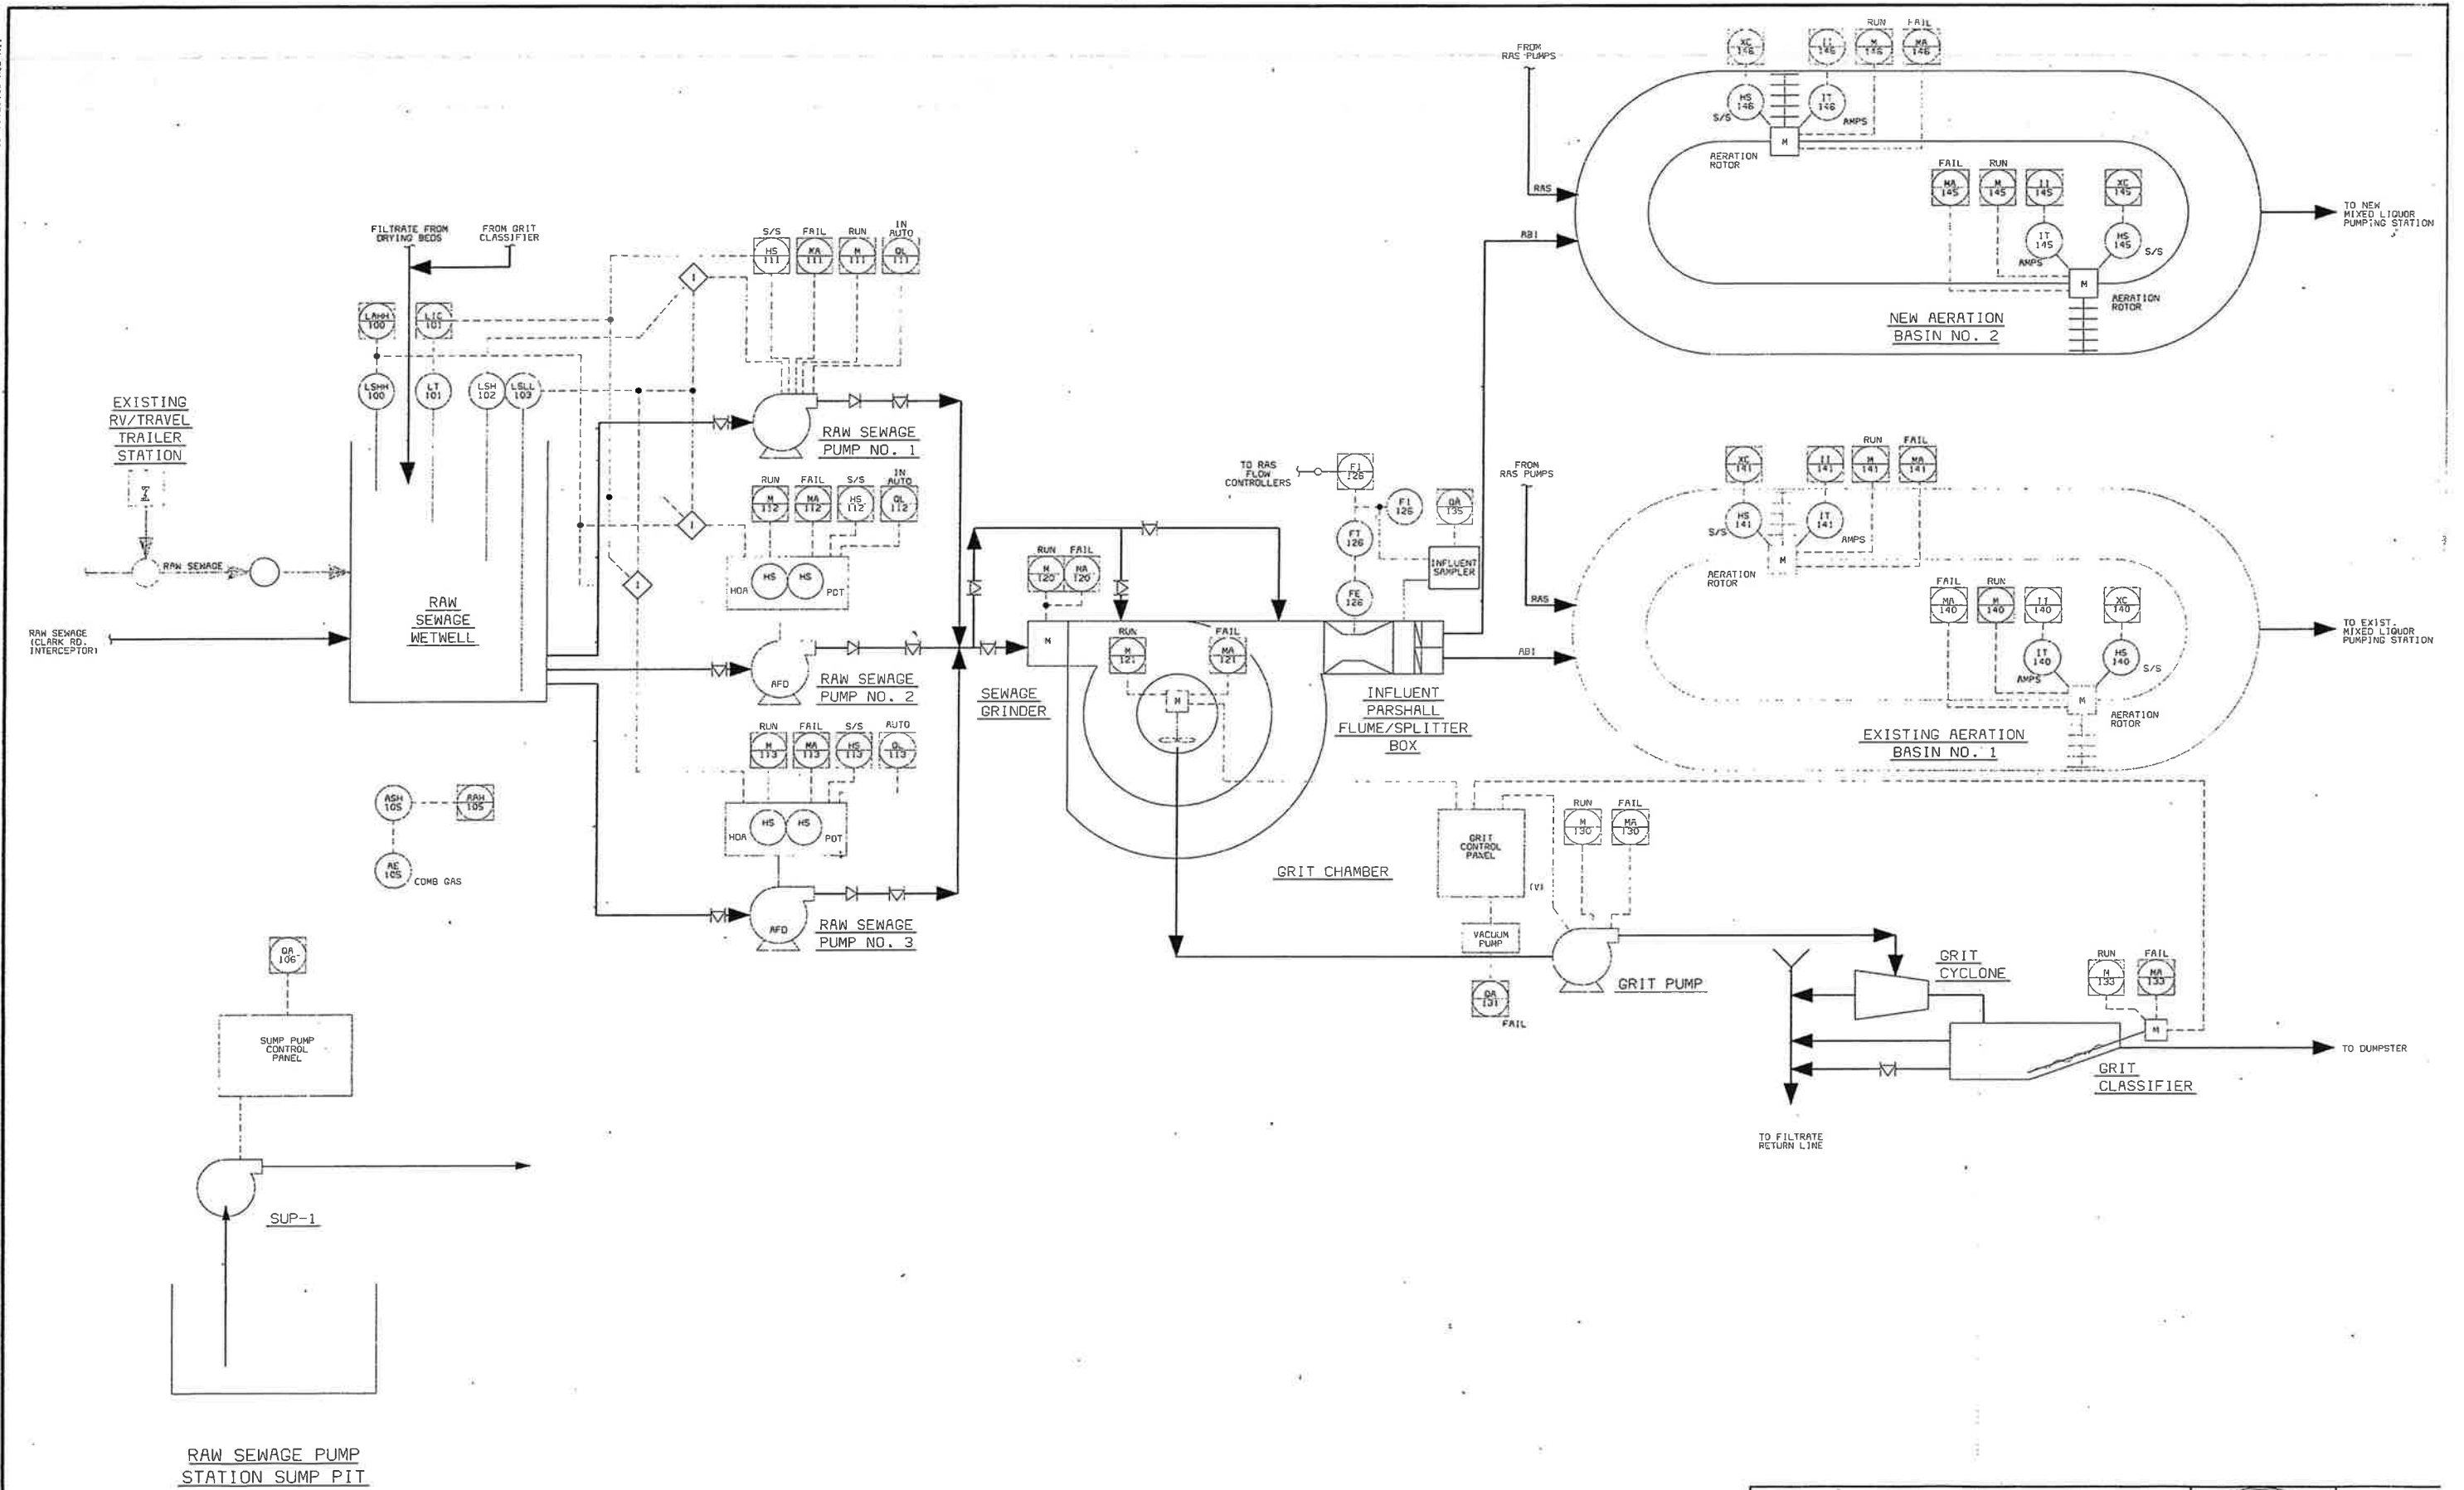 FROM
RAS PUMPS
XC
146
II
146
RUN
M
146
FAIL
MA
146
HS
146
S/S
IT
146
AMPS
M
AERATION
ROTOR
RAS
ABI
FAIL
MA
145
RUN
M
145
II
145
XC
145
IT
145
AMPS
HS
145
S/S
M
AERATION
ROTOR
NEW AERATION
BASIN NO. 2
TO NEW
MIXED LIQUOR
PUMPING STATION
FILTRATE FROM
DRYING BEDS
FROM GRIT
CLASSIFIER
LAHH
100
LIC
101
LSHH
100
LT
101
LSH
102
LSLL
103
EXISTING
RV/TRAVEL
TRAILER
STATION
RAW SEWAGE
RAW SEWAGE
(CLARK RD.
INTERCEPTOR)
RAW
SEWAGE
WETWELL
I
I
I
S/S
HS
111
FAIL
MA
111
RUN
M
111
IN
AUTO
QL
111
RAW SEWAGE
PUMP NO. 1
RUN
M
112
FAIL
MA
112
S/S
HS
112
IN
AUTO
QL
112
HOA
HS
HS
POT
AFD
RAW SEWAGE
PUMP NO. 2
RUN
M
113
FAIL
MA
113
S/S
HS
113
AUTO
QL
113
HOA
HS
HS
POT
AFD
RAW SEWAGE
PUMP NO. 3
RUN
M
120
FAIL
MA
120
M
SEWAGE
GRINDER
RUN
M
121
FAIL
MA
121
M
GRIT CHAMBER
TO RAS
FLOW
CONTROLLERS
FI
126
FI
126
FT
126
FE
126
QA
135
INFLUENT
SAMPLER
INFLUENT
PARSHALL
FLUME/SPLITTER
BOX
FROM
RAS PUMPS
RAS
ABI
XC
141
II
141
RUN
M
141
FAIL
MA
141
HS
141
S/S
IT
141
AMPS
M
AERATION
ROTOR
FAIL
MA
140
RUN
M
140
II
140
XC
140
IT
140
AMPS
HS
140
S/S
M
AERATION
ROTOR
EXISTING AERATION
BASIN NO. 1
TO EXIST.
MIXED LIQUOR
PUMPING STATION
ASH
105
AAH
105
AE
105
COMB GAS
GRIT
CONTROL
PANEL
(V)
VACUUM
PUMP
QA
131
FAIL
RUN
M
130
FAIL
MA
130
GRIT PUMP
GRIT
CYCLONE
RUN
M
133
FAIL
MA
133
M
GRIT
CLASSIFIER
TO DUMPSTER
TO FILTRATE
RETURN LINE
QA
106
SUMP PUMP
CONTROL
PANEL
SUP-1
RAW SEWAGE PUMP
STATION SUMP PIT